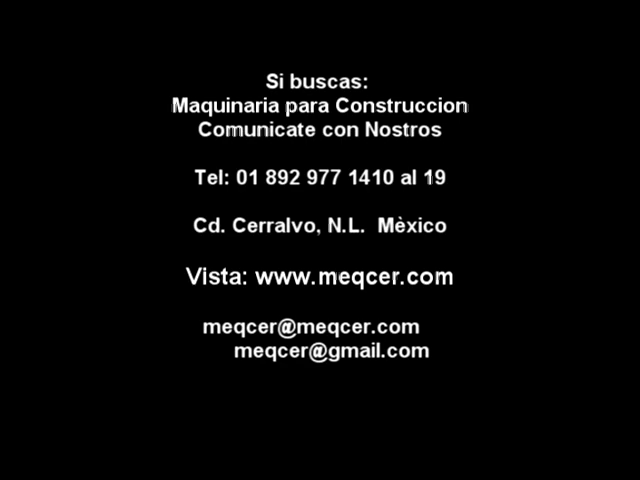 Si buscas:
Maquinaria para Construccion
Comunicate con Nostros
Tel: 01 892 977 1410 al 19
Cd. Cerralvo, N.L. Mèxico
Vista: www.meqcer.com
meqcer@meqcer.com
meqcer@gmail.com